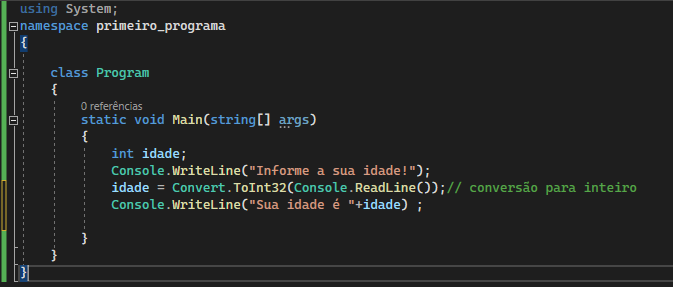 using System;
namespace primeiro_programa
{
class Program
{
0 referências
static void Main(string[] args)
{
int idade;
Console.WriteLine("Informe a sua idade!");
idade = Convert.ToInt32(Console.ReadLine());// conversão para inteiro
Console.WriteLine("Sua idade é "+idade) ;
}
}
}